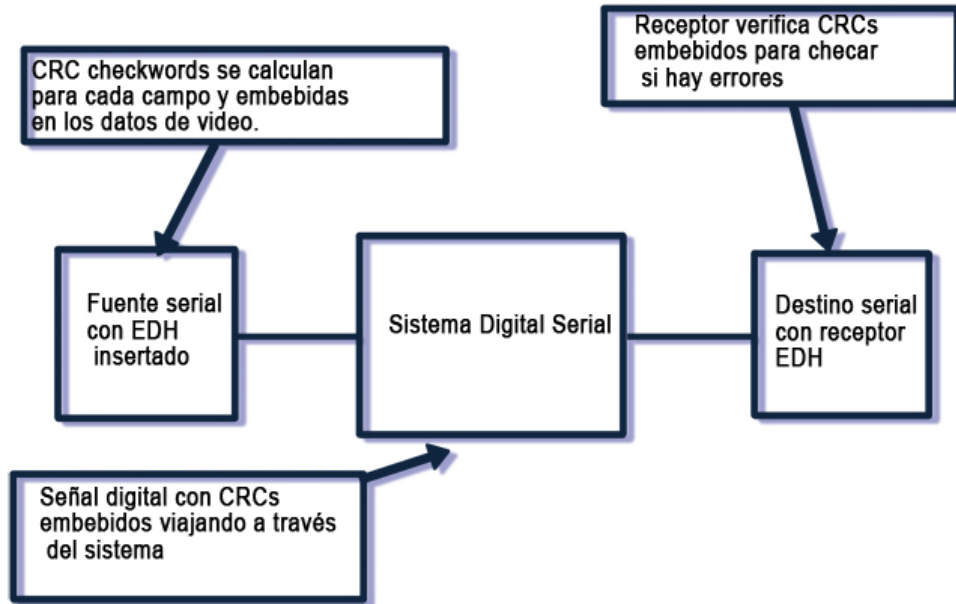 CRC checkwords se calculan
para cada campo y embebidas
en los datos de video.
Receptor verifica CRCs
embebidos para checar
si hay errores
Fuente serial
con EDH
insertado
Sistema Digital Serial
Destino serial
con receptor
EDH
Señal digital con CRCs
embebidos viajando a través
del sistema